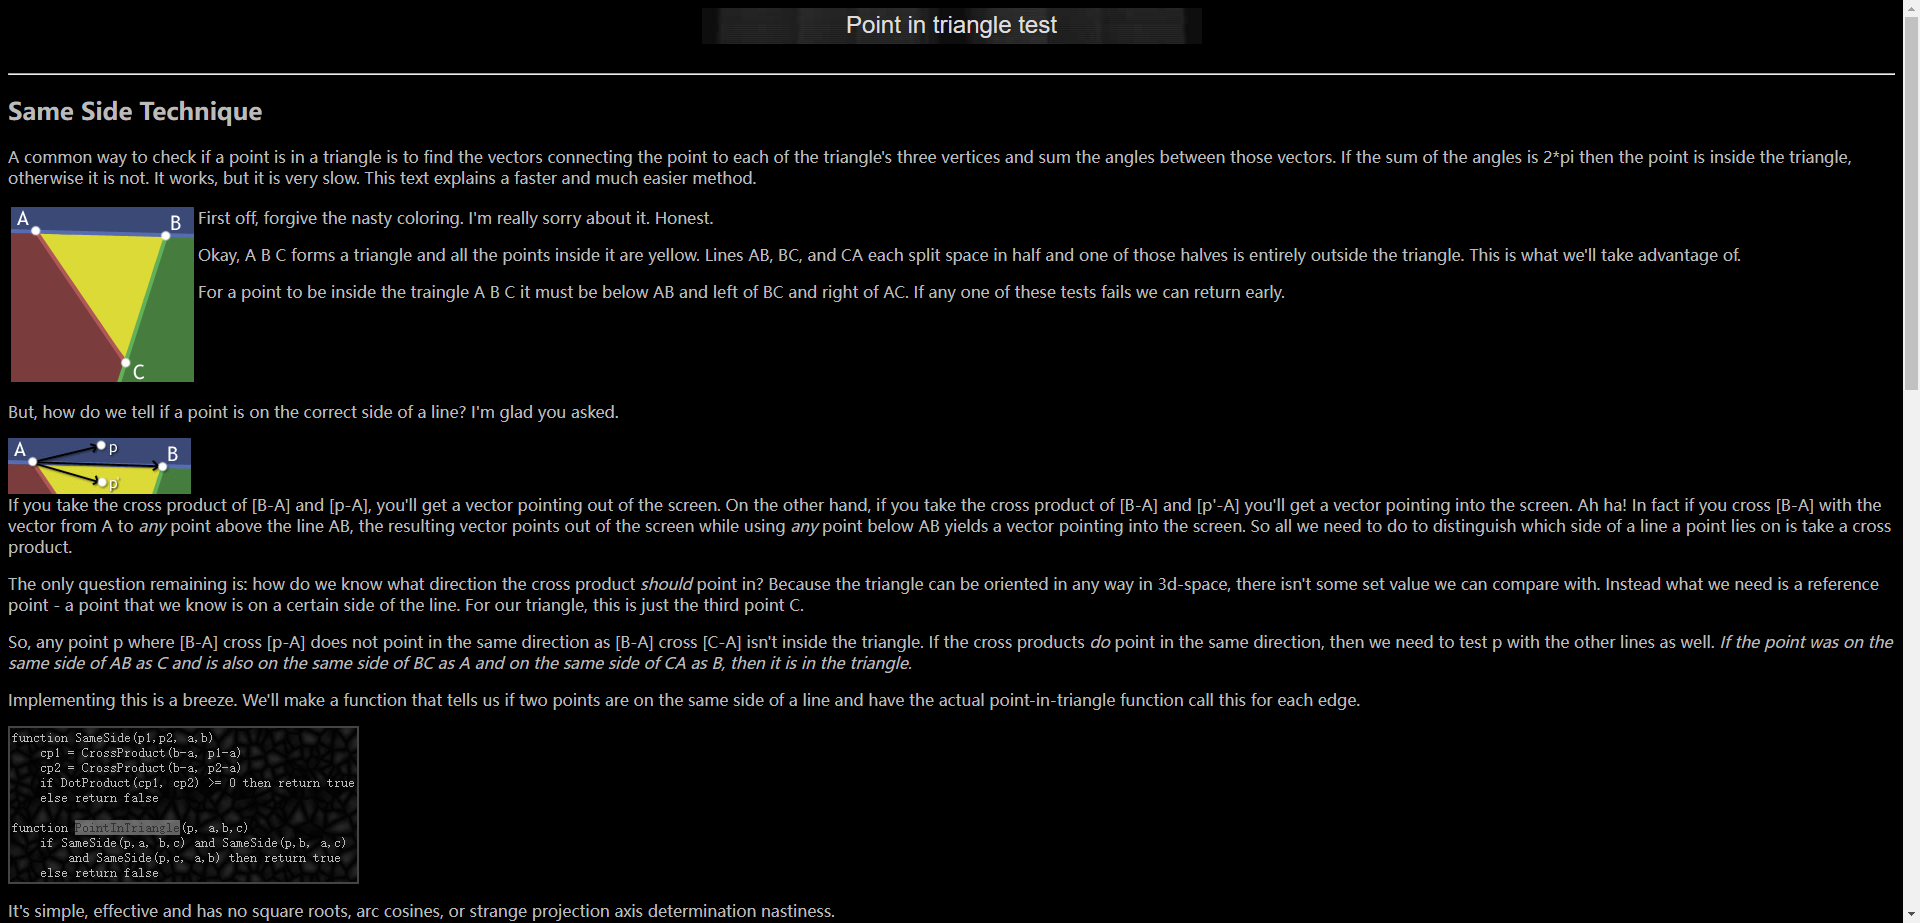 Point in triangle test
Same Side Technique
A common way to check if a point is in a triangle is to find the vectors connecting the point to each of the triangle's three vertices and sum the angles between those vectors. If the sum of the angles is 2*pi then the point is inside the triangle,
otherwise it is not. It works, but it is very slow. This text explains a faster and much easier method.
A
B
C
First off, forgive the nasty coloring. I'm really sorry about it. Honest.
Okay, A B C forms a triangle and all the points inside it are yellow. Lines AB, BC, and CA each split space in half and one of those halves is entirely outside the triangle. This is what we'll take advantage of.
For a point to be inside the traingle A B C it must be below AB and left of BC and right of AC. If any one of these tests fails we can return early.
But, how do we tell if a point is on the correct side of a line? I'm glad you asked.
A
p
B
p'
If you take the cross product of [B-A] and [p-A], you'll get a vector pointing out of the screen. On the other hand, if you take the cross product of [B-A] and [p'-A] you'll get a vector pointing into the screen. Ah ha! In fact if you cross [B-A] with the
vector from A to any point above the line AB, the resulting vector points out of the screen while using any point below AB yields a vector pointing into the screen. So all we need to do to distinguish which side of a line a point lies on is take a cross
product.
The only question remaining is: how do we know what direction the cross product should point in? Because the triangle can be oriented in any way in 3d-space, there isn't some set value we can compare with. Instead what we need is a reference
point - a point that we know is on a certain side of the line. For our triangle, this is just the third point C.
So, any point p where [B-A] cross [p-A] does not point in the same direction as [B-A] cross [C-A] isn't inside the triangle. If the cross products do point in the same direction, then we need to test p with the other lines as well. If the point was on the
same side of AB as C and is also on the same side of BC as A and on the same side of CA as B, then it is in the triangle.
Implementing this is a breeze. We'll make a function that tells us if two points are on the same side of a line and have the actual point-in-triangle function call this for each edge.
function SameSide(p1,p2, a,b)
    cp1 = CrossProduct(b-a, p1-a)
    cp2 = CrossProduct(b-a, p2-a)
    if DotProduct(cp1, cp2) >= 0 then return true
    else return false
function PointInTriangle(p, a,b,c)
    if SameSide(p,a, b,c) and SameSide(p,b, a,c)
        and SameSide(p,c, a,b) then return true
    else return false
It's simple, effective and has no square roots, arc cosines, or strange projection axis determination nastiness.